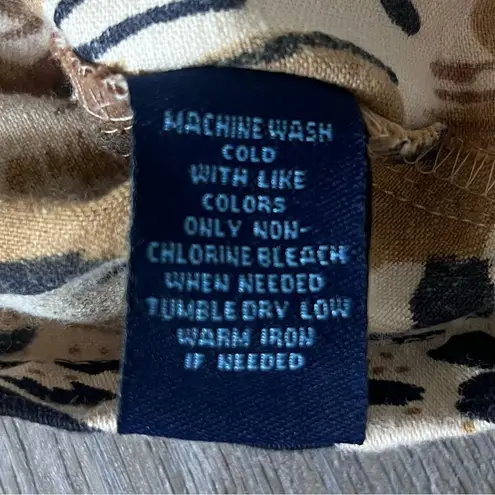 MACHINE WASH
COLD
WITH LIKE
COLORS
ONLY NON-
CHLORINE BLEACH
WHEN NEEDED
TUMBLE DRY LOW
WARM IRON
IF NEEDED